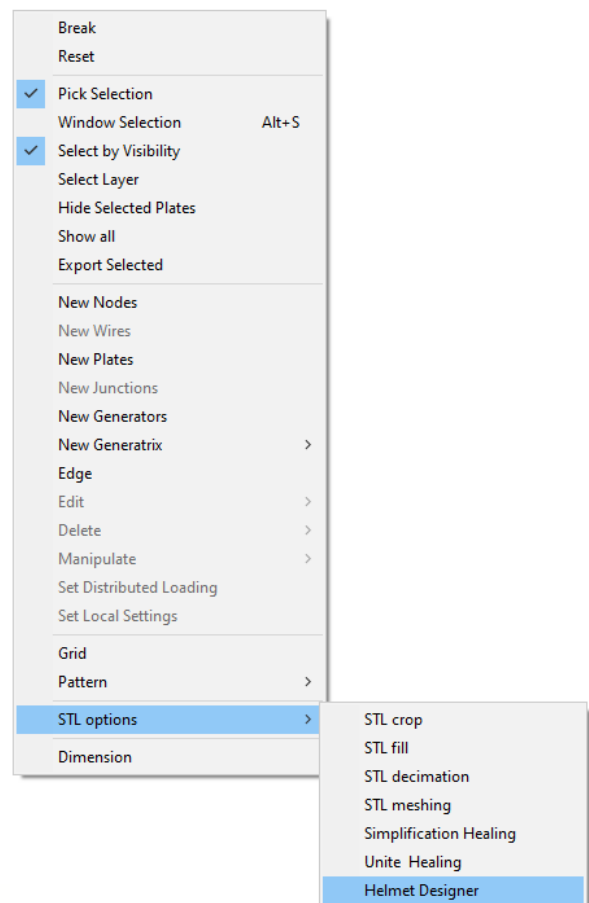 Break
Reset
Pick Selection
Window Selection Alt+S
Select by Visibility
Select Layer
Hide Selected Plates
Show all
Export Selected
New Nodes
New Wires
New Plates
New Junctions
New Generators
New Generatrix
Edge
Edit
Delete
Manipulate
Set Distributed Loading
Set Local Settings
Grid
Pattern
STL options
Dimension
STL crop
STL fill
STL decimation
STL meshing
Simplification Healing
Unite  Healing
Helmet Designer